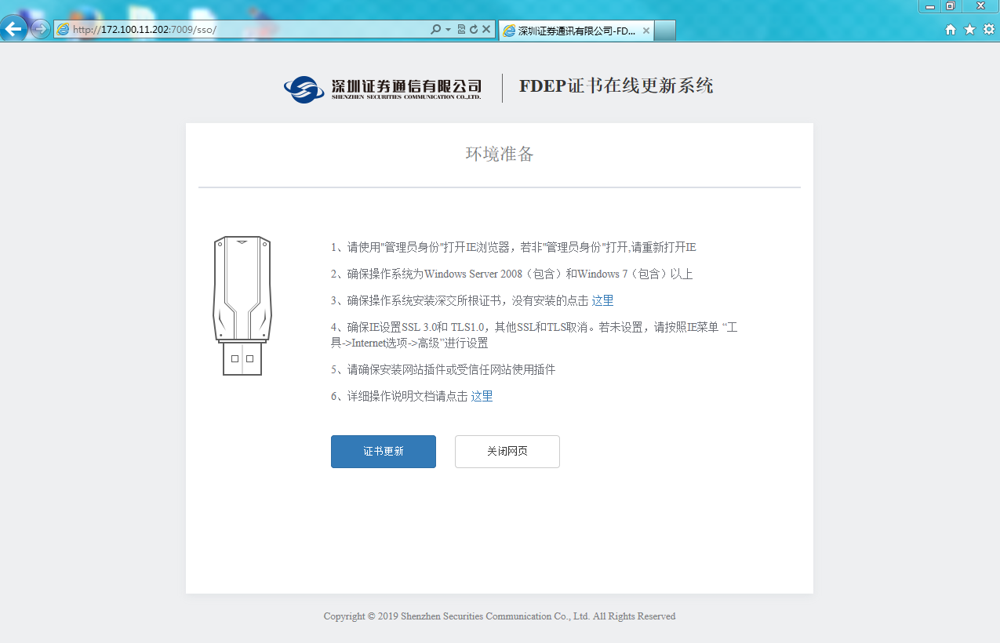 http://172.100.11.202:7009/sso/
深圳证券通讯有限公司-FD...
深圳证券通信有限公司
SHENZHEN SECURITIES COMMUNICATION CO.,LTD.
FDEP证书在线更新系统
环境准备
1、请使用"管理员身份"打开IE浏览器，若非"管理员身份"打开,请重新打开IE
2、确保操作系统为Windows Server 2008（包含）和Windows 7（包含）以上
3、确保操作系统安装深交所根证书，没有安装的点击 这里
4、确保IE设置SSL 3.0和 TLS1.0，其他SSL和TLS取消。若未设置，请按照IE菜单 “工
具->Internet选项->高级”进行设置
5、请确保安装网站插件或受信任网站使用插件
6、详细操作说明文档请点击 这里
证书更新
关闭网页
Copyright © 2019 Shenzhen Securities Communication Co., Ltd. All Rights Reserved